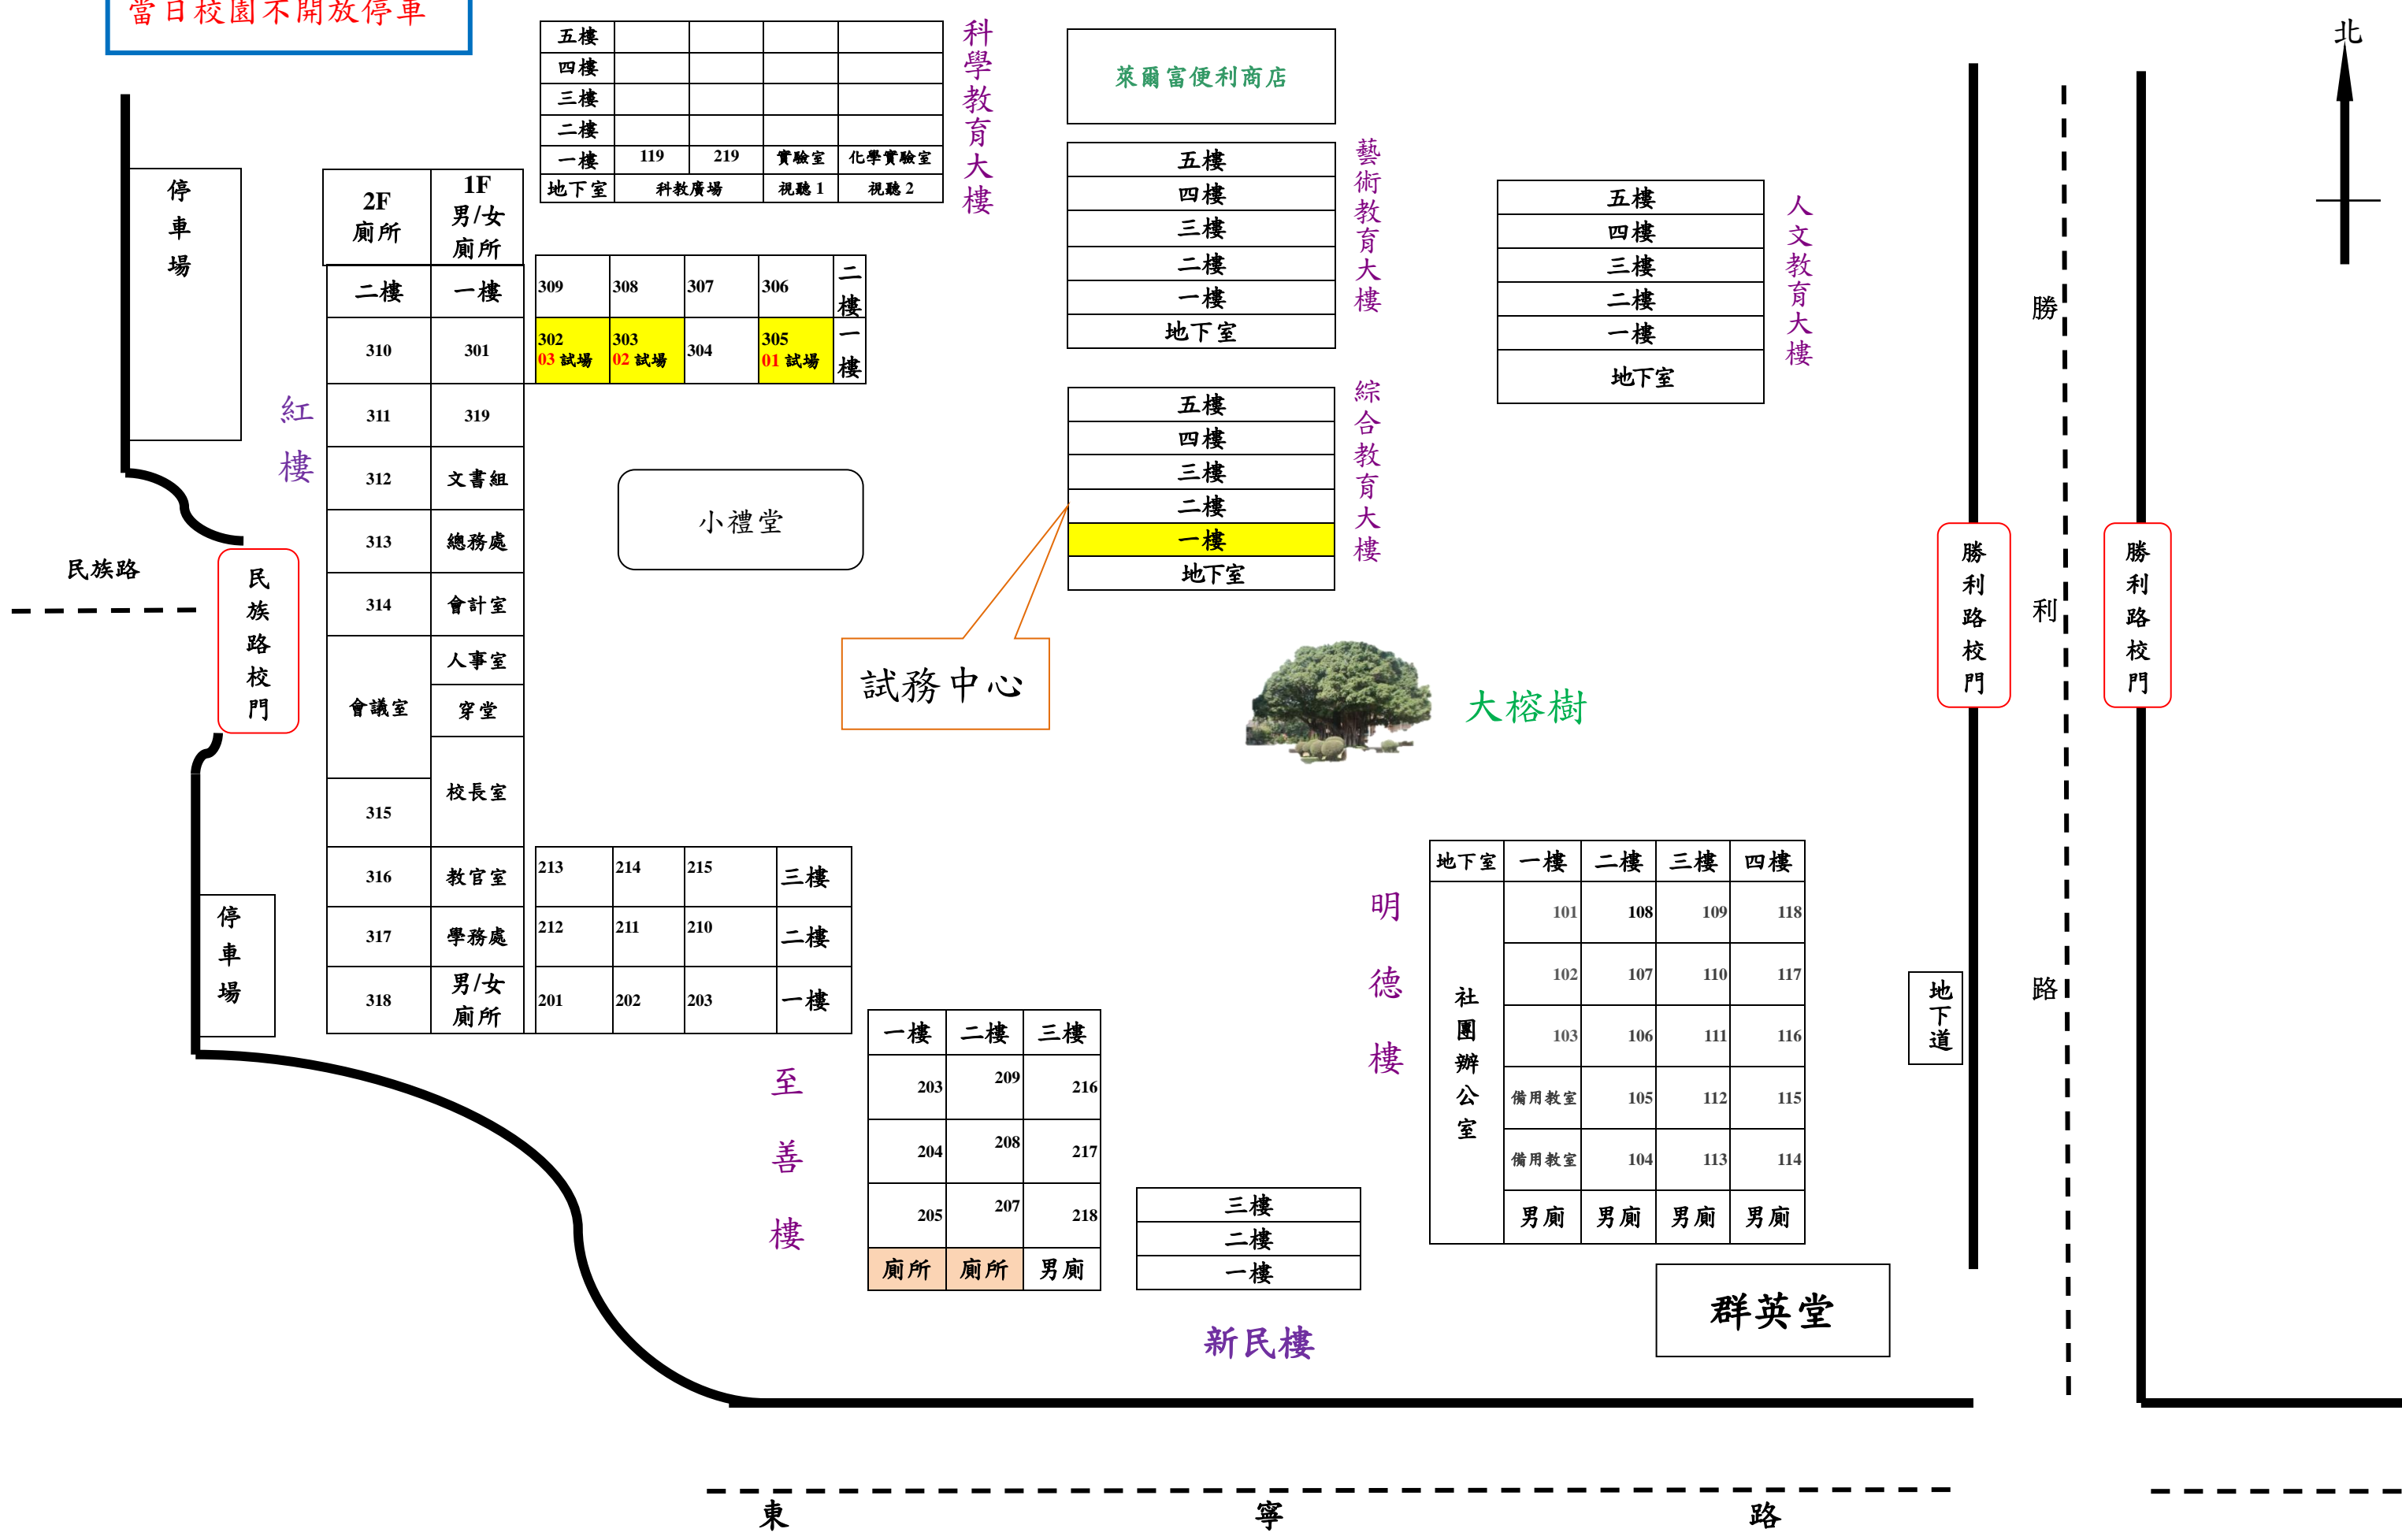 當日校園不開放停車
北
五樓
四樓
三樓
二樓
一樓 119 219 實驗室 化學實驗室
地下室 科教廣場 視聽 1 視聽 2
科學教育大樓
萊爾富便利商店
五樓
四樓
三樓
二樓
一樓
地下室
藝術教育大樓
五樓
四樓
三樓
二樓
一樓
地下室
人文教育大樓
停車場
2F
廁所
1F
男/女
廁所
二樓 一樓
310 301
311 319
312 文書組
313 總務處
314 會計室
會議室 人事室
穿堂
315 校長室
316 教官室
317 學務處
318 男/女
廁所
紅樓
309 308 307 306 二樓
302 303 304 305 一樓
03 試場 02 試場 01 試場
小禮堂
五樓
四樓
三樓
二樓
一樓
地下室
綜合教育大樓
試務中心
大榕樹
民族路
民族路校門
勝利路校門
勝利路校門
勝利路
停車場
213 214 215 三樓
212 211 210 二樓
201 202 203 一樓
至善樓
一樓 二樓 三樓
203 209 216
204 208 217
205 207 218
廁所 廁所 男廁
三樓
二樓
一樓
新民樓
明德樓
地下室 一樓 二樓 三樓 四樓
社團辦公室
101 108 109 118
102 107 110 117
103 106 111 116
備用教室 105 112 115
備用教室 104 113 114
男廁 男廁 男廁 男廁
地下道
群英堂
東寧路